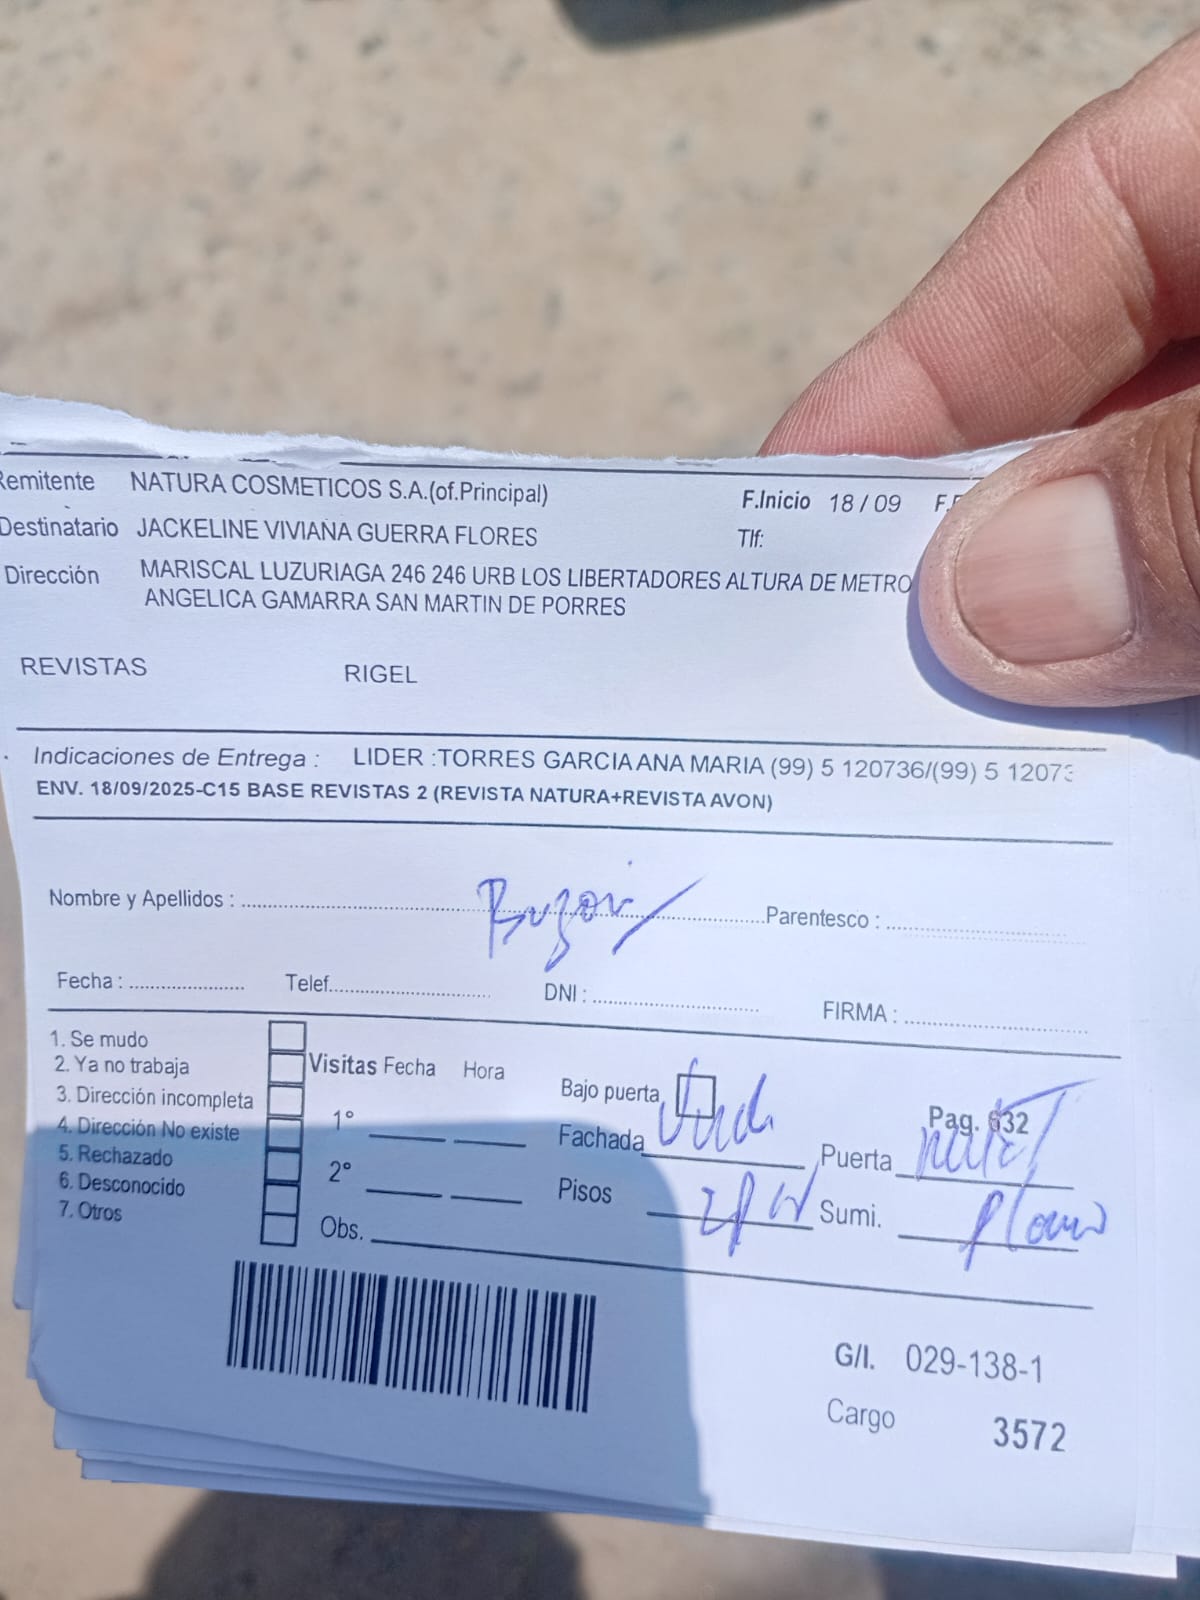 Remitente NATURA COSMETICOS S.A.(of.Principal) F.Inicio 18 / 09
Destinatario JACKELINE VIVIANA GUERRA FLORES Tlf:
Dirección MARISCAL LUZURIAGA 246 246 URB LOS LIBERTADORES ALTURA DE METRO
ANGELICA GAMARRA SAN MARTIN DE PORRES
REVISTAS RIGEL
Indicaciones de Entrega : LIDER :TORRES GARCIA ANA MARIA (99) 5 120736/(99) 5 12073
ENV. 18/09/2025-C15 BASE REVISTAS 2 (REVISTA NATURA+REVISTA AVON)
Nombre y Apellidos : Buzón Parentesco :
Fecha : Telef. DNI : FIRMA :
1. Se mudo
2. Ya no trabaja
3. Dirección incompleta
4. Dirección No existe
5. Rechazado
6. Desconocido
7. Otros
Visitas Fecha Hora
1°
2°
Obs.
Bajo puerta Pag. 632
Fachada Puerta
Pisos Sumi.
G/I. 029-138-1
Cargo 3572